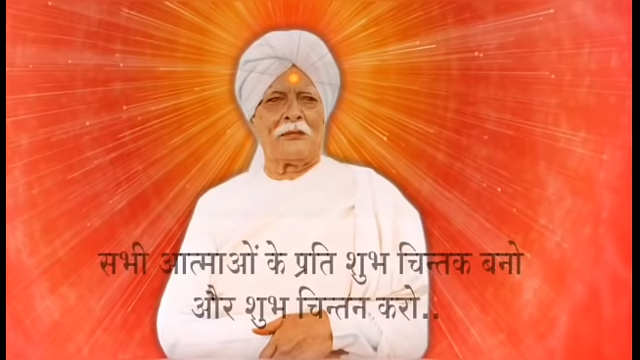 सभी आत्माओं के प्रति शुभ चिन्तक बनो
और शुभ चिन्तन करो..